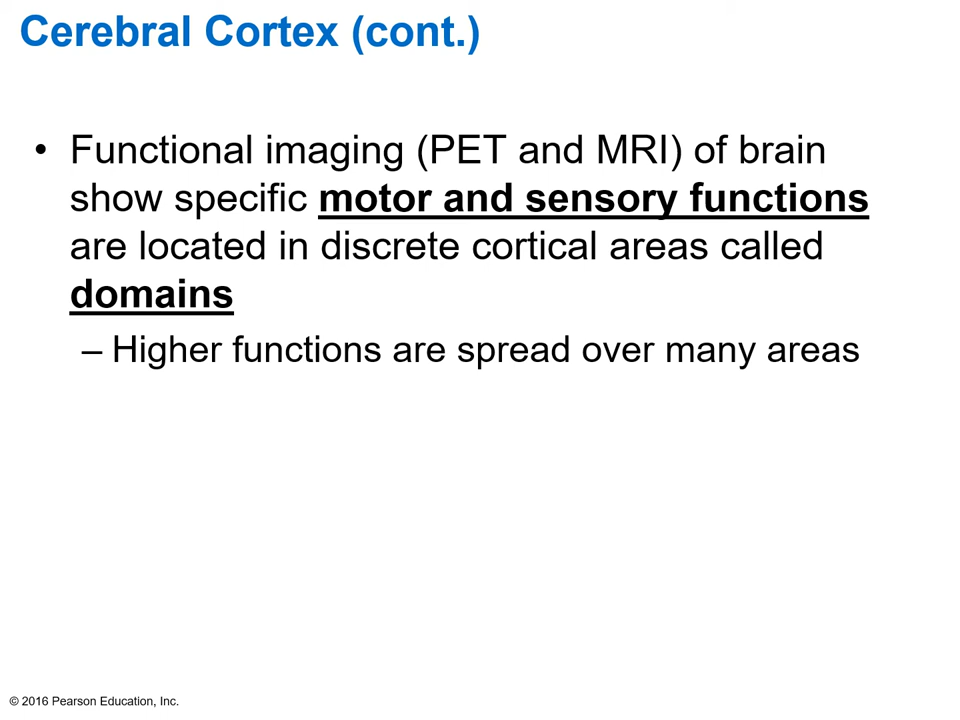 Cerebral Cortex (cont.)
• Functional imaging (PET and MRI) of brain
show specific motor and sensory functions
are located in discrete cortical areas called
domains
– Higher functions are spread over many areas
© 2016 Pearson Education, Inc.